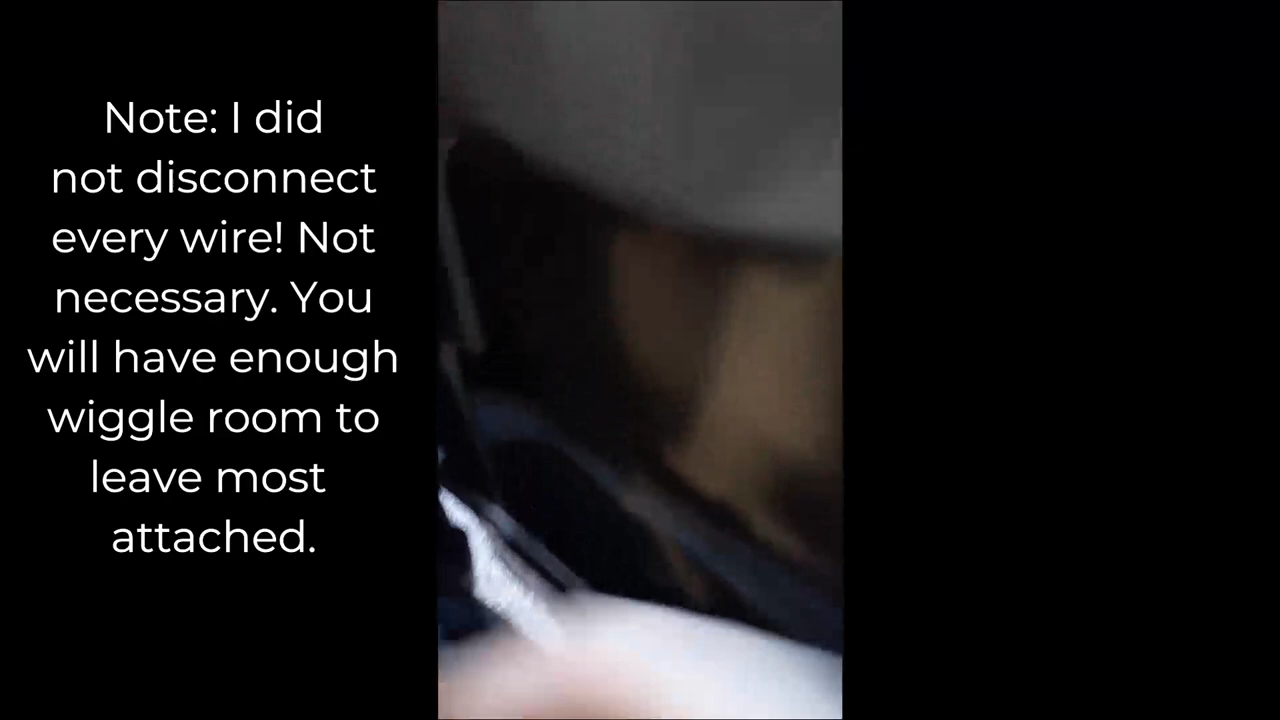 Note: I did
not disconnect
every wire! Not
necessary. You
will have enough
wiggle room to
leave most
attached.